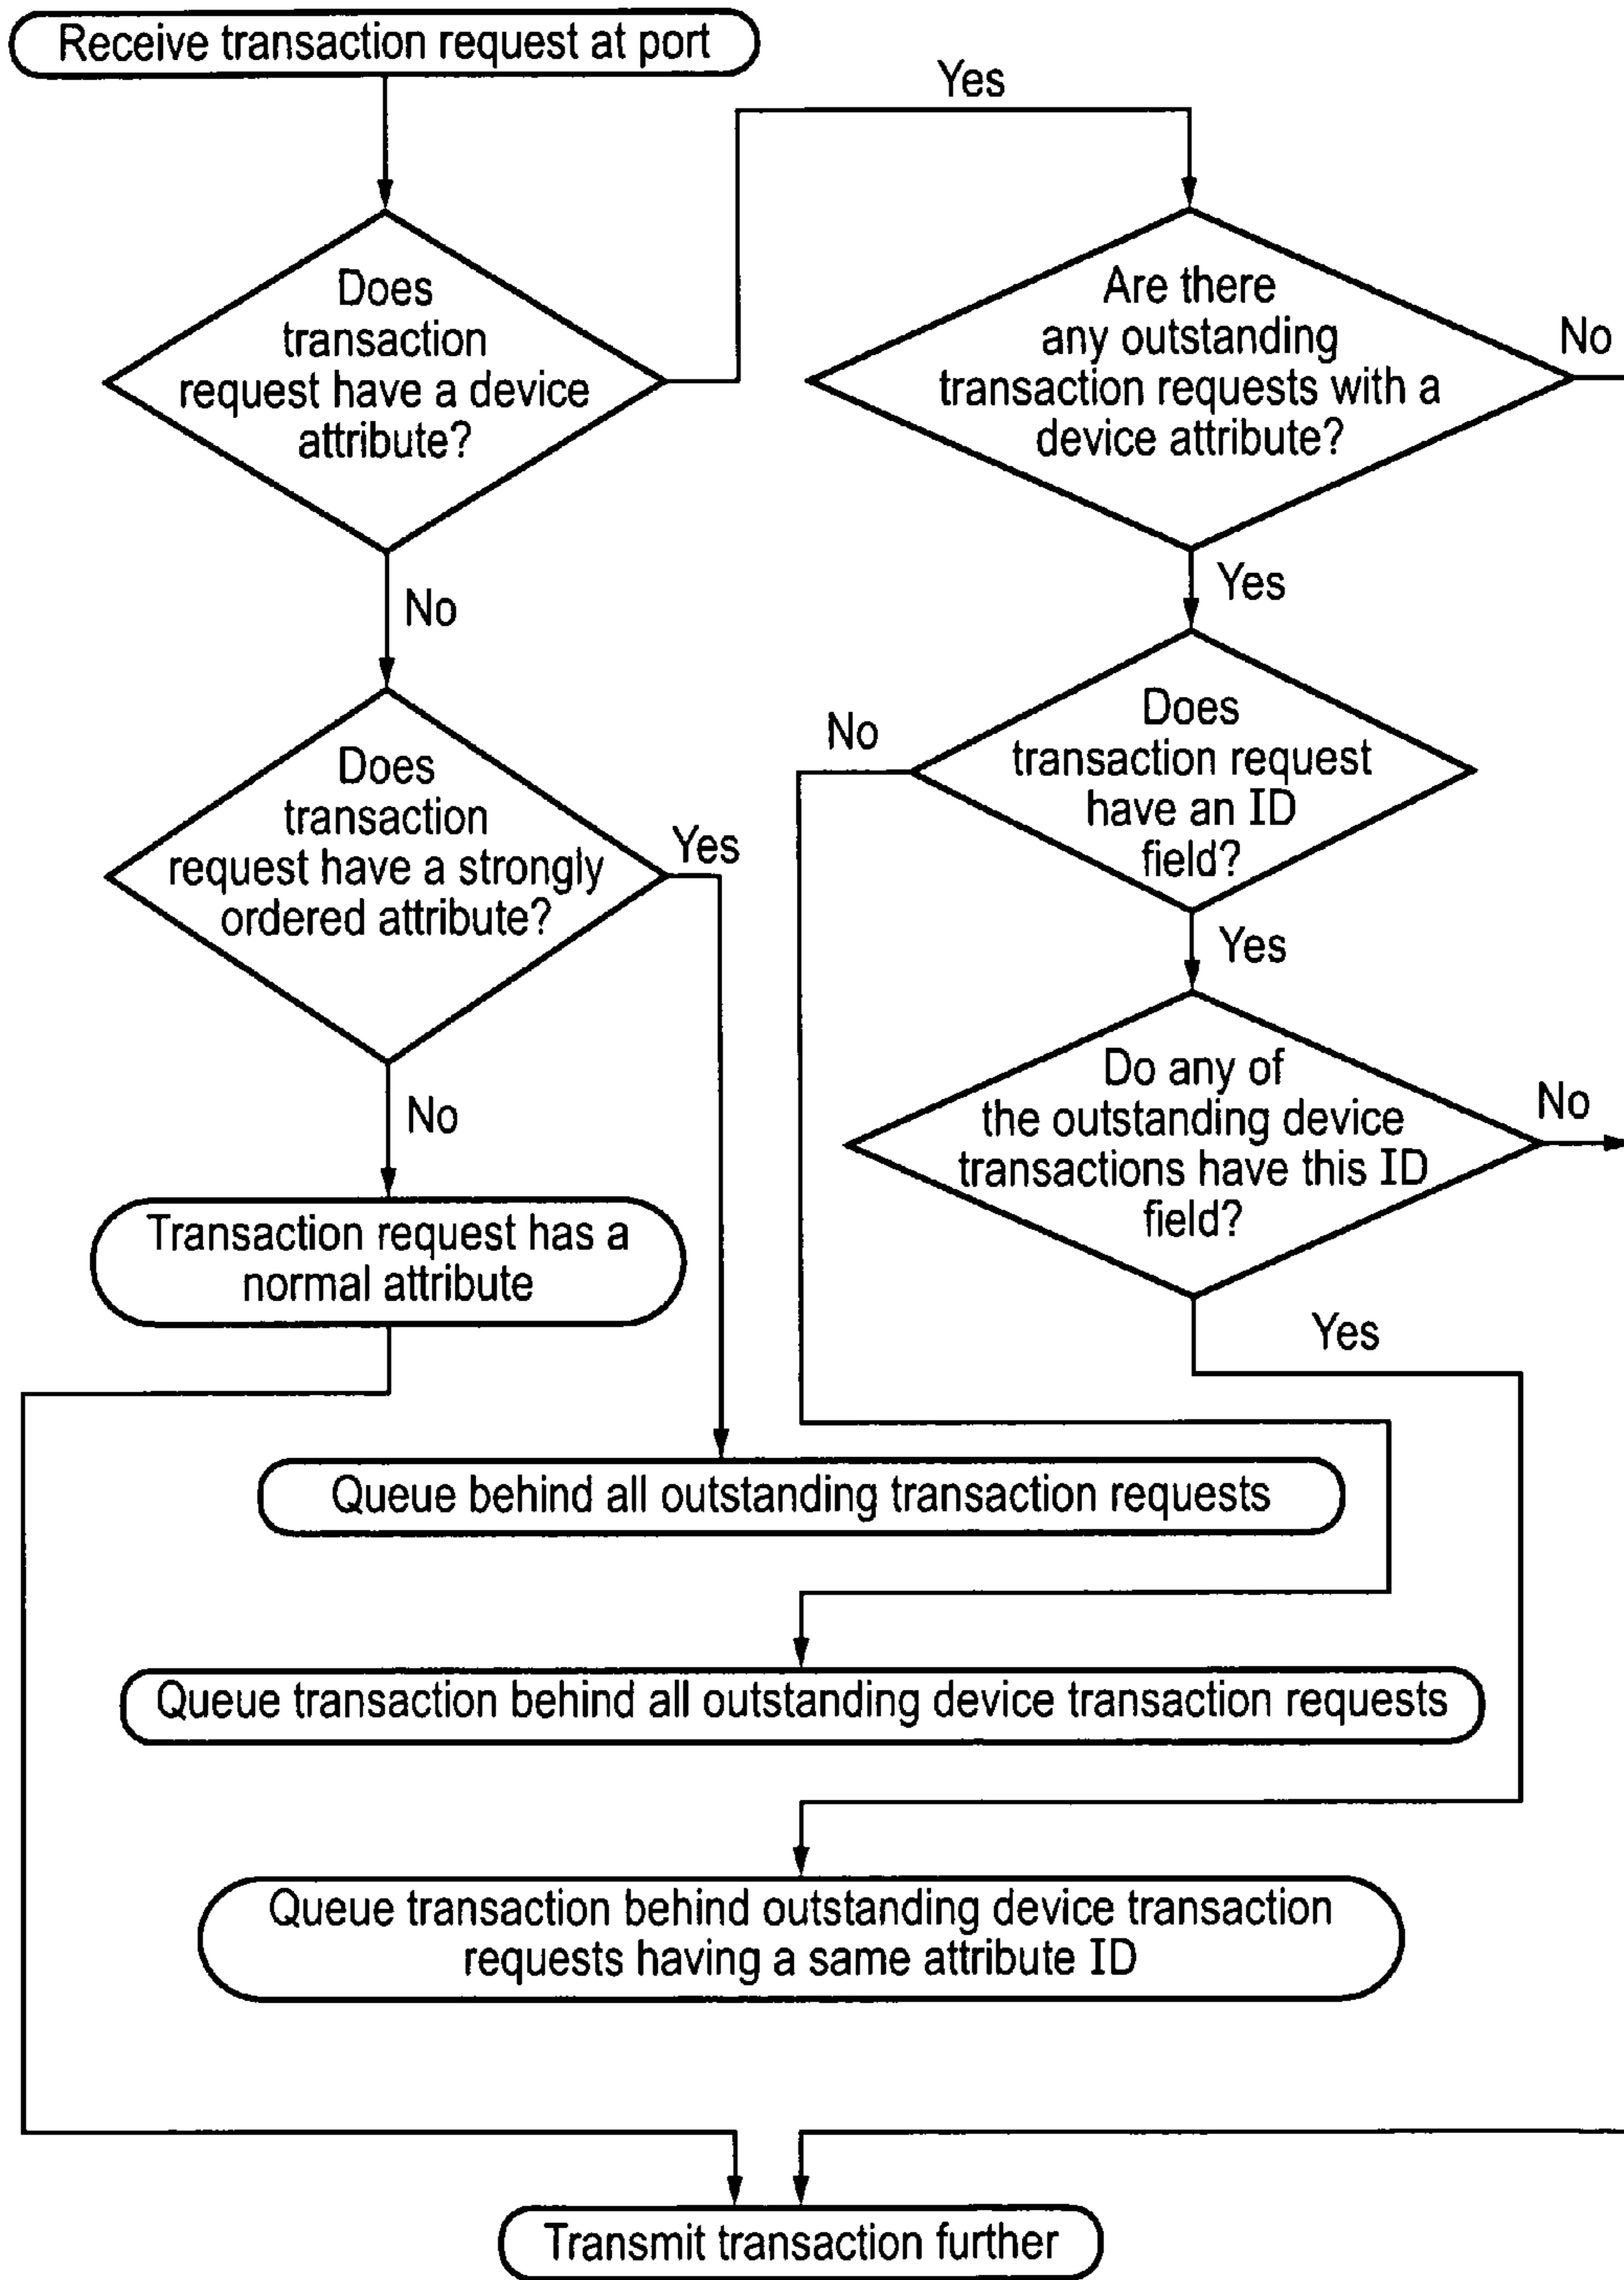 Receive transaction request at port
Yes
Does
transaction
request have a device
attribute?
Are there
any outstanding
transaction requests with a
device attribute?
No
No
Yes
Does
transaction
request have a strongly
ordered attribute?
Yes
No
Does
transaction request
have an ID
field?
Yes
No
Do any of
the outstanding device
transactions have this ID
field?
No
Transaction request has a
normal attribute
Yes
Queue behind all outstanding transaction requests
Queue transaction behind all outstanding device transaction requests
Queue transaction behind outstanding device transaction
requests having a same attribute ID
Transmit transaction further